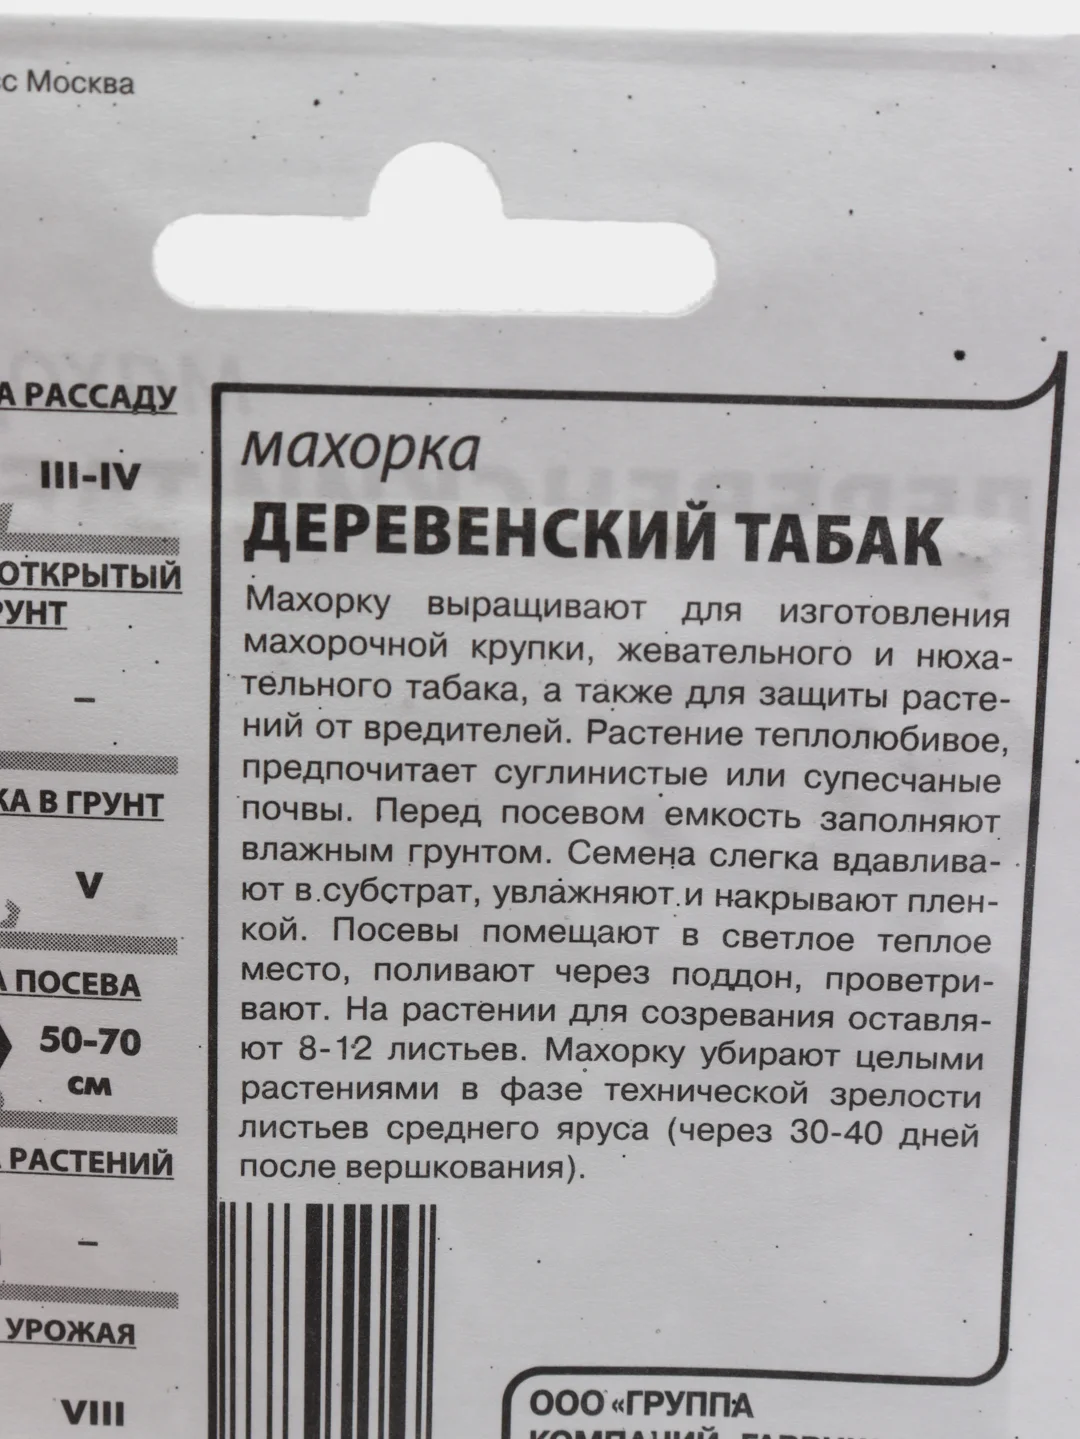 Москва
РАССАДУ
III-IV
ОТКРЫТЫЙ
–
В ГРУНТ
V
ПОСЕВА
50-70
см
РАСТЕНИЙ
–
УРОЖАЯ
VIII
махорка
ДЕРЕВЕНСКИЙ ТАБАК
Махорку выращивают для изготовления
махорочной крупки, жевательного и нюха-
тельного табака, а также для защиты расте-
ний от вредителей. Растение теплолюбивое,
предпочитает суглинистые или супесчаные
почвы. Перед посевом емкость заполняют
влажным грунтом. Семена слегка вдавлива-
ют в субстрат, увлажняют и накрывают плен-
кой. Посевы помещают в светлое теплое
место, поливают через поддон, проветри-
вают. На растении для созревания оставля-
ют 8-12 листьев. Махорку убирают целыми
растениями в фазе технической зрелости
листьев среднего яруса (через 30-40 дней
после вершкования).
ООО «ГРУППА